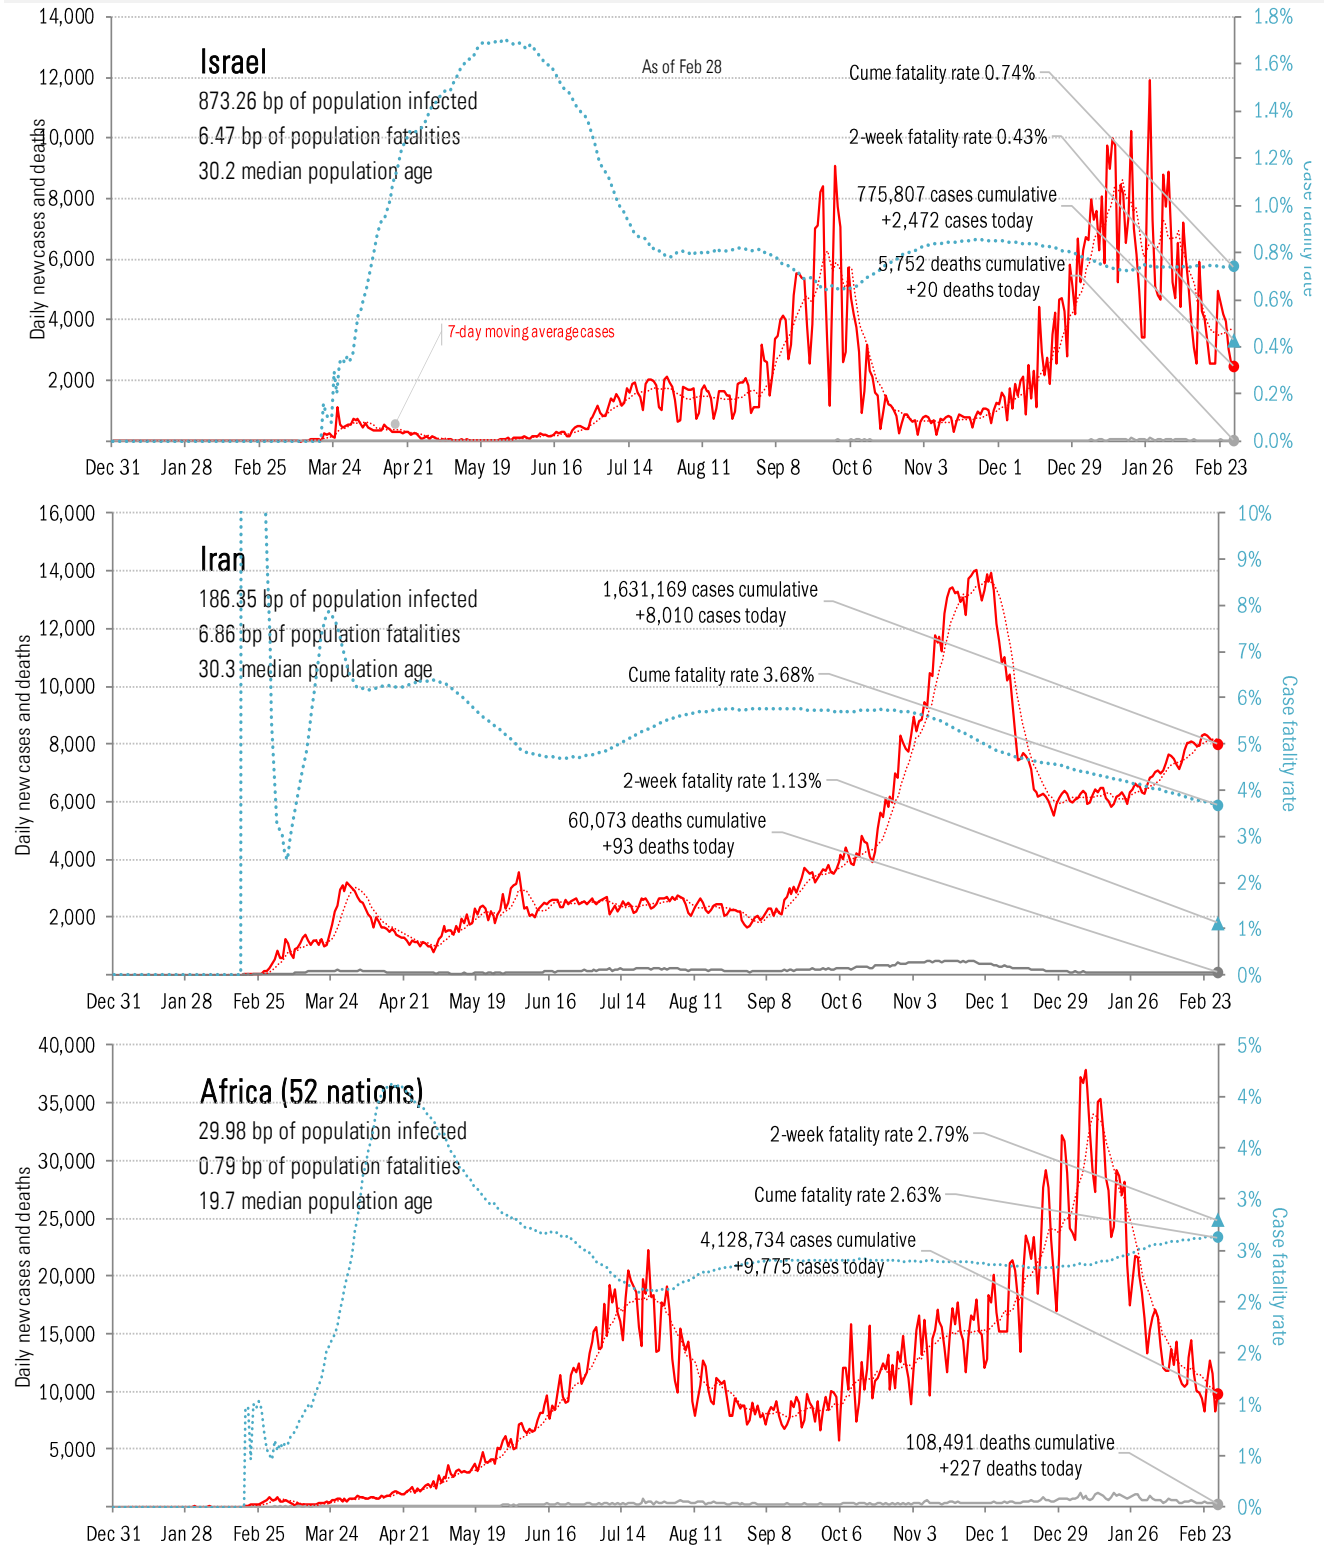 14,000
12,000
10,000
8,000
6,000
4,000
2,000
Daily new cases and deaths
Israel
873.26 bp of population infected
6.47 bp of population fatalities
30.2 median population age
As of Feb 28
Cume fatality rate 0.74%
2-week fatality rate 0.43%
775,807 cases cumulative
+2,472 cases today
5,752 deaths cumulative
+20 deaths today
7-day moving average cases
1.8%
1.6%
1.4%
1.2%
1.0%
0.8%
0.6%
0.4%
0.2%
0.0%
Case fatality rate
Dec 31 Jan 28 Feb 25 Mar 24 Apr 21 May 19 Jun 16 Jul 14 Aug 11 Sep 8 Oct 6 Nov 3 Dec 1 Dec 29 Jan 26 Feb 23
16,000
14,000
12,000
10,000
8,000
6,000
4,000
2,000
Daily new cases and deaths
Iran
186.35 bp of population infected
6.86 bp of population fatalities
30.3 median population age
1,631,169 cases cumulative
+8,010 cases today
Cume fatality rate 3.68%
2-week fatality rate 1.13%
60,073 deaths cumulative
+93 deaths today
10%
9%
8%
7%
6%
5%
4%
3%
2%
1%
0%
Case fatality rate
Dec 31 Jan 28 Feb 25 Mar 24 Apr 21 May 19 Jun 16 Jul 14 Aug 11 Sep 8 Oct 6 Nov 3 Dec 1 Dec 29 Jan 26 Feb 23
40,000
35,000
30,000
25,000
20,000
15,000
10,000
5,000
Daily new cases and deaths
Africa (52 nations)
29.98 bp of population infected
0.79 bp of population fatalities
19.7 median population age
2-week fatality rate 2.79%
Cume fatality rate 2.63%
4,128,734 cases cumulative
+9,775 cases today
108,491 deaths cumulative
+227 deaths today
5%
4%
4%
3%
3%
2%
2%
1%
1%
0%
Case fatality rate
Dec 31 Jan 28 Feb 25 Mar 24 Apr 21 May 19 Jun 16 Jul 14 Aug 11 Sep 8 Oct 6 Nov 3 Dec 1 Dec 29 Jan 26 Feb 23